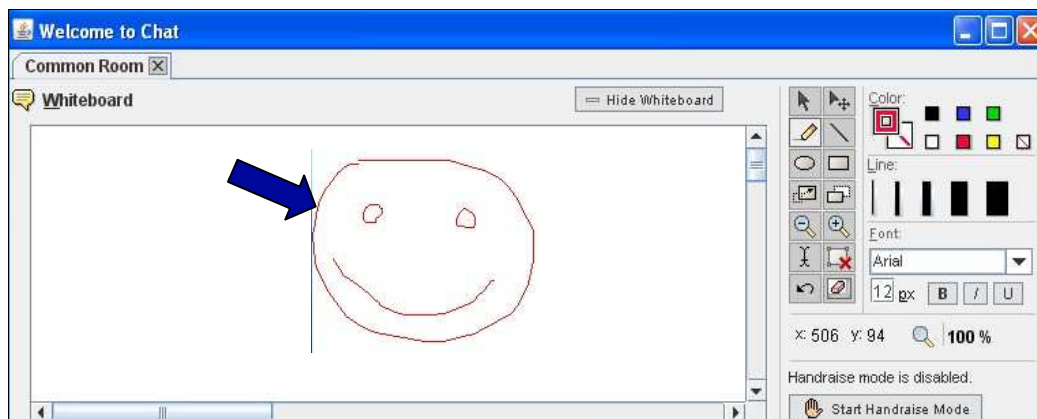 Welcome to Chat
Common Room
Whiteboard
Hide Whiteboard
Color:
Line:
Font:
Arial
12 px B I U
x: 506 y: 94 100 %
Handraise mode is disabled.
Start Handraise Mode